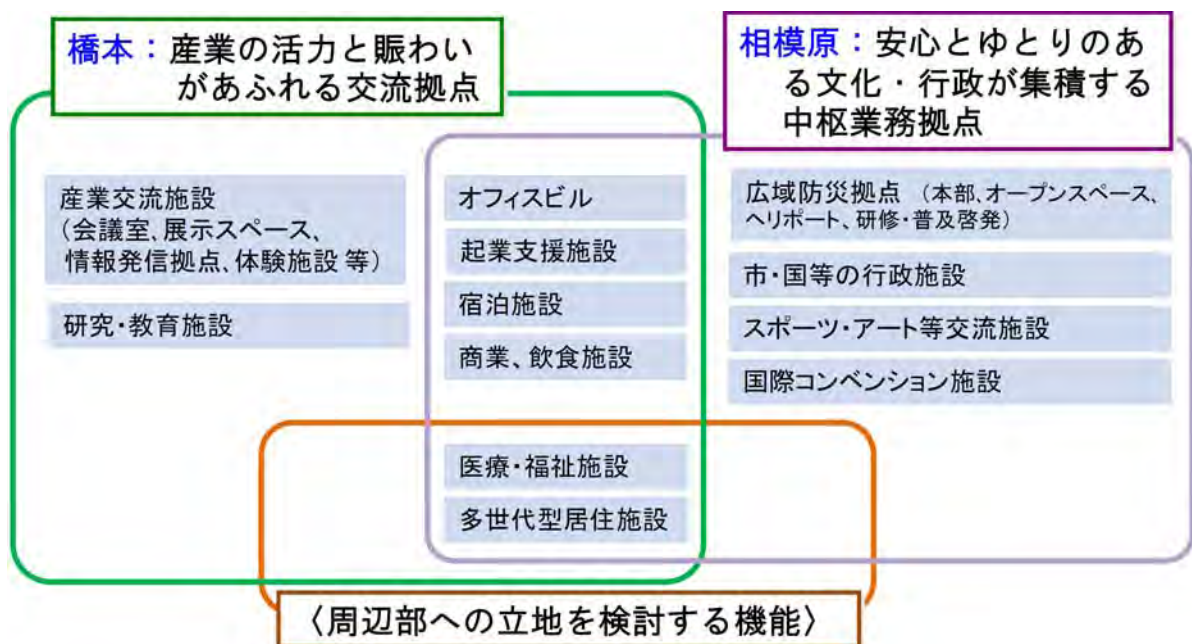 橋本：産業の活力と賑わい
があふれる交流拠点
相模原：安心とゆとりのあ
る文化・行政が集積する
中枢業務拠点
産業交流施設
（会議室、展示スペース、
情報発信拠点、体験施設 等）
研究・教育施設
オフィスビル
起業支援施設
宿泊施設
商業、飲食施設
医療・福祉施設
多世代型居住施設
広域防災拠点 （本部、オープンスペース、
ヘリポート、研修・普及啓発）
市・国等の行政施設
スポーツ・アート等交流施設
国際コンベンション施設
〈周辺部への立地を検討する機能〉